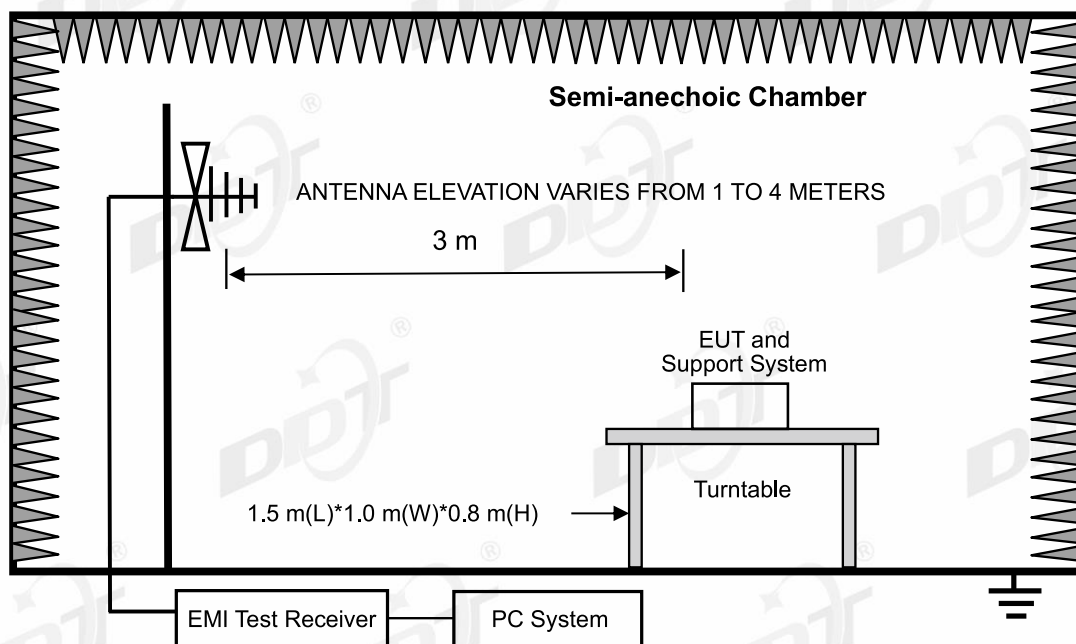 Semi-anechoic Chamber
ANTENNA ELEVATION VARIES FROM 1 TO 4 METERS
3 m
EUT and
Support System
Turntable
1.5 m(L)*1.0 m(W)*0.8 m(H)
EMI Test Receiver
PC System
DDT®